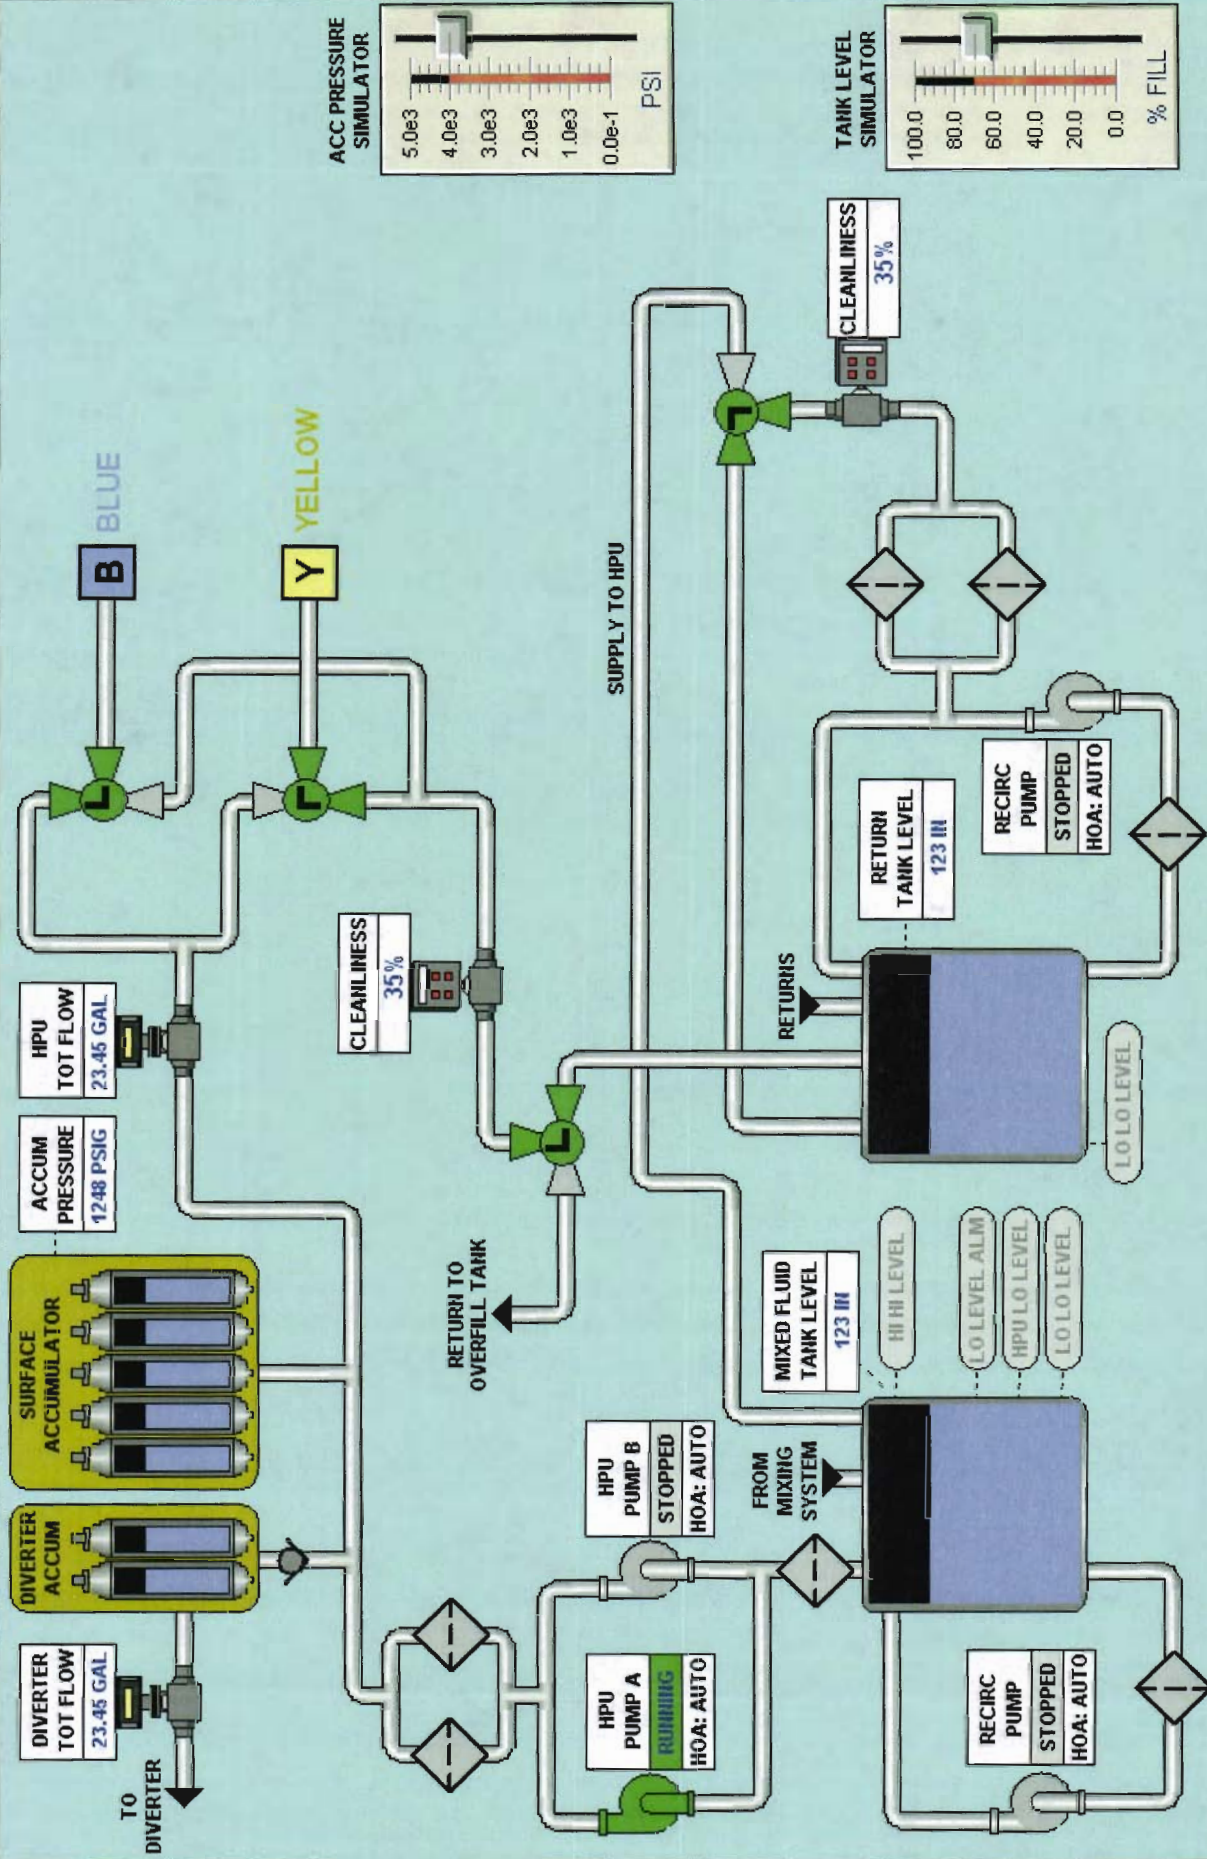 DIVERTER
TOT FLOW
23.45 GAL
TO
DIVERTER
DIVERTER
ACCUM
SURFACE
ACCUMULATOR
ACCUM
PRESSURE
1248 PSIG
HPU
TOT FLOW
23.45 GAL
B
BLUE
Y
YELLOW
ACC PRESSURE
SIMULATOR
5.0e3
4.0e3
3.0e3
2.0e3
1.0e3
0.0e-1
PSI
CLEANLINESS
35%
RETURN TO
OVERFILL TANK
SUPPLY TO HPU
HPU
PUMP A
RUNNING
HOA: AUTO
HPU
PUMP B
STOPPED
HOA: AUTO
FROM
MIXING
SYSTEM
MIXED FLUID
TANK LEVEL
123 IN
HI HI LEVEL
LO LEVEL ALM
HPU LO LEVEL
LO LO LEVEL
RECIRC
PUMP
STOPPED
HOA: AUTO
RETURNS
RETURN
TANK LEVEL
123 IN
LO LO LEVEL
RECIRC
PUMP
STOPPED
HOA: AUTO
CLEANLINESS
35%
TANK LEVEL
SIMULATOR
100.0
80.0
60.0
40.0
20.0
0.0
% FILL